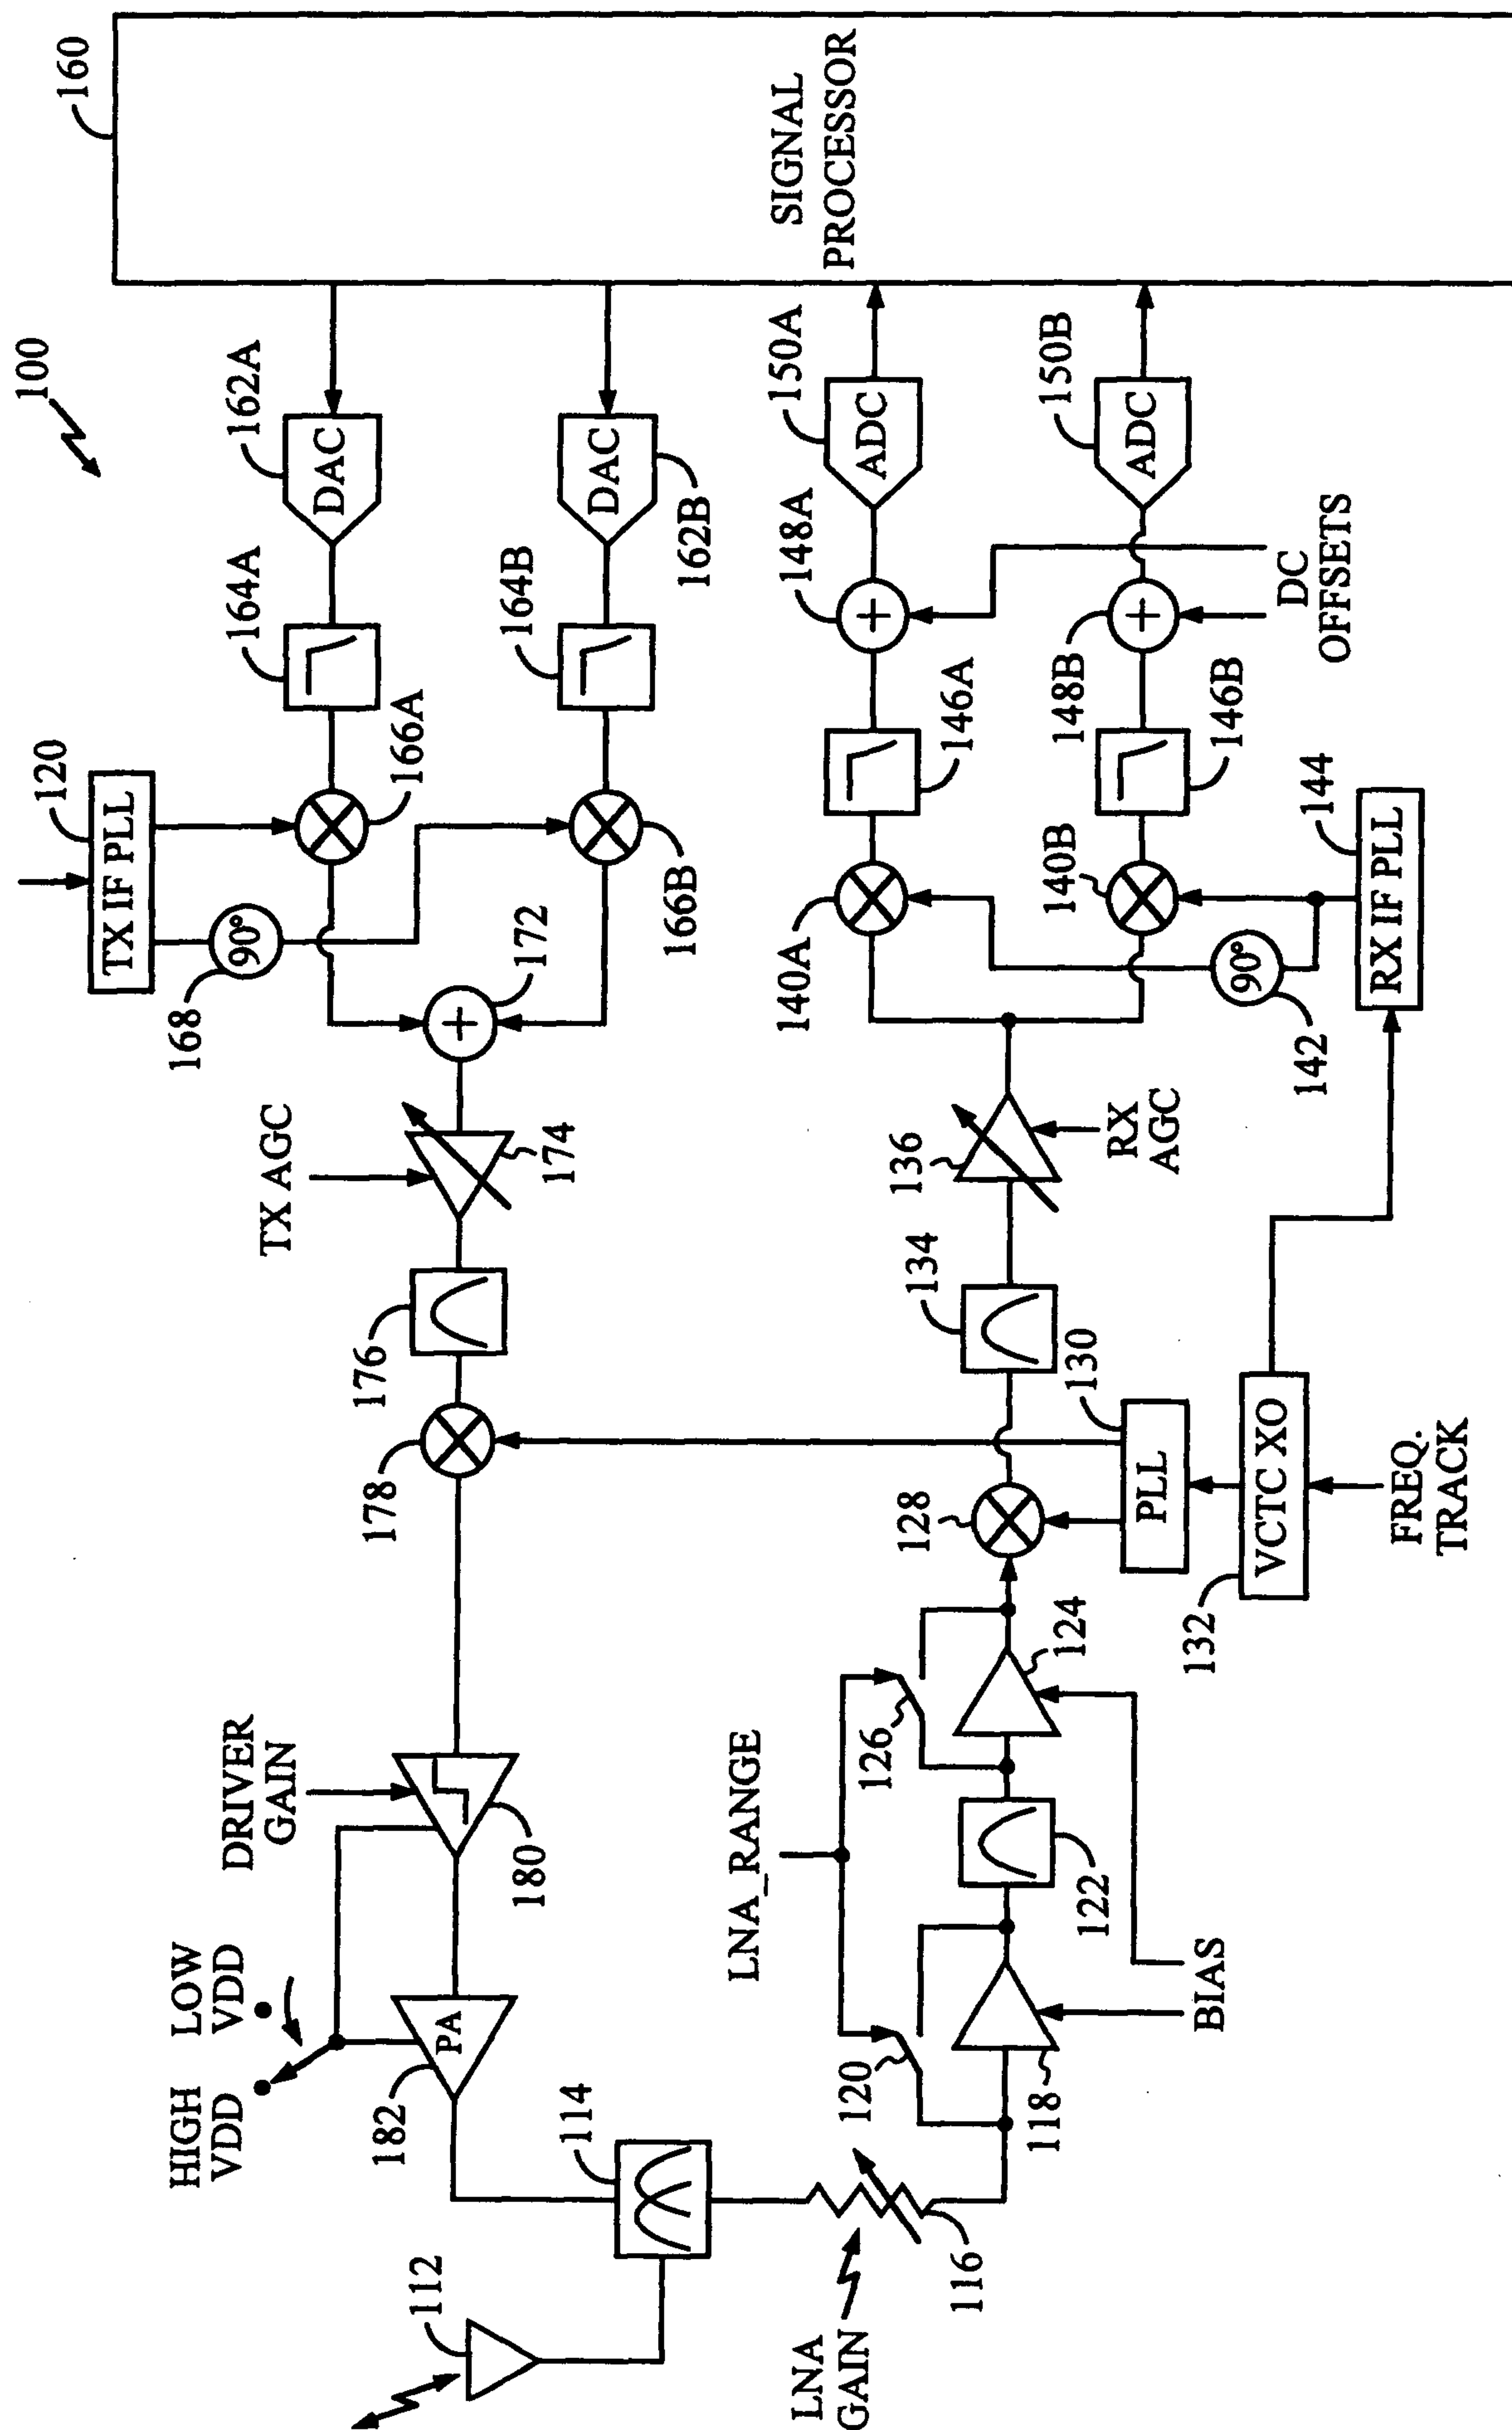 100
160
120
TX IF PLL
168
90°
162A
DAC
164A
166A
HIGH
VDD
LOW
VDD
DRIVER
GAIN
TX AGC
182
PA
180
178
176
174
172
164B
DAC
162B
166B
112
114
LNA_RANGE
SIGNAL
PROCESSOR
LNA
GAIN
116
120
118
122
126
124
128
134
136
140A
148A
150A
ADC
146A
130
PLL
RX
AGC
140B
148B
150B
ADC
146B
BIAS
132
VCTC XO
142
90°
144
RX IF PLL
DC
OFFSETS
FREQ.
TRACK